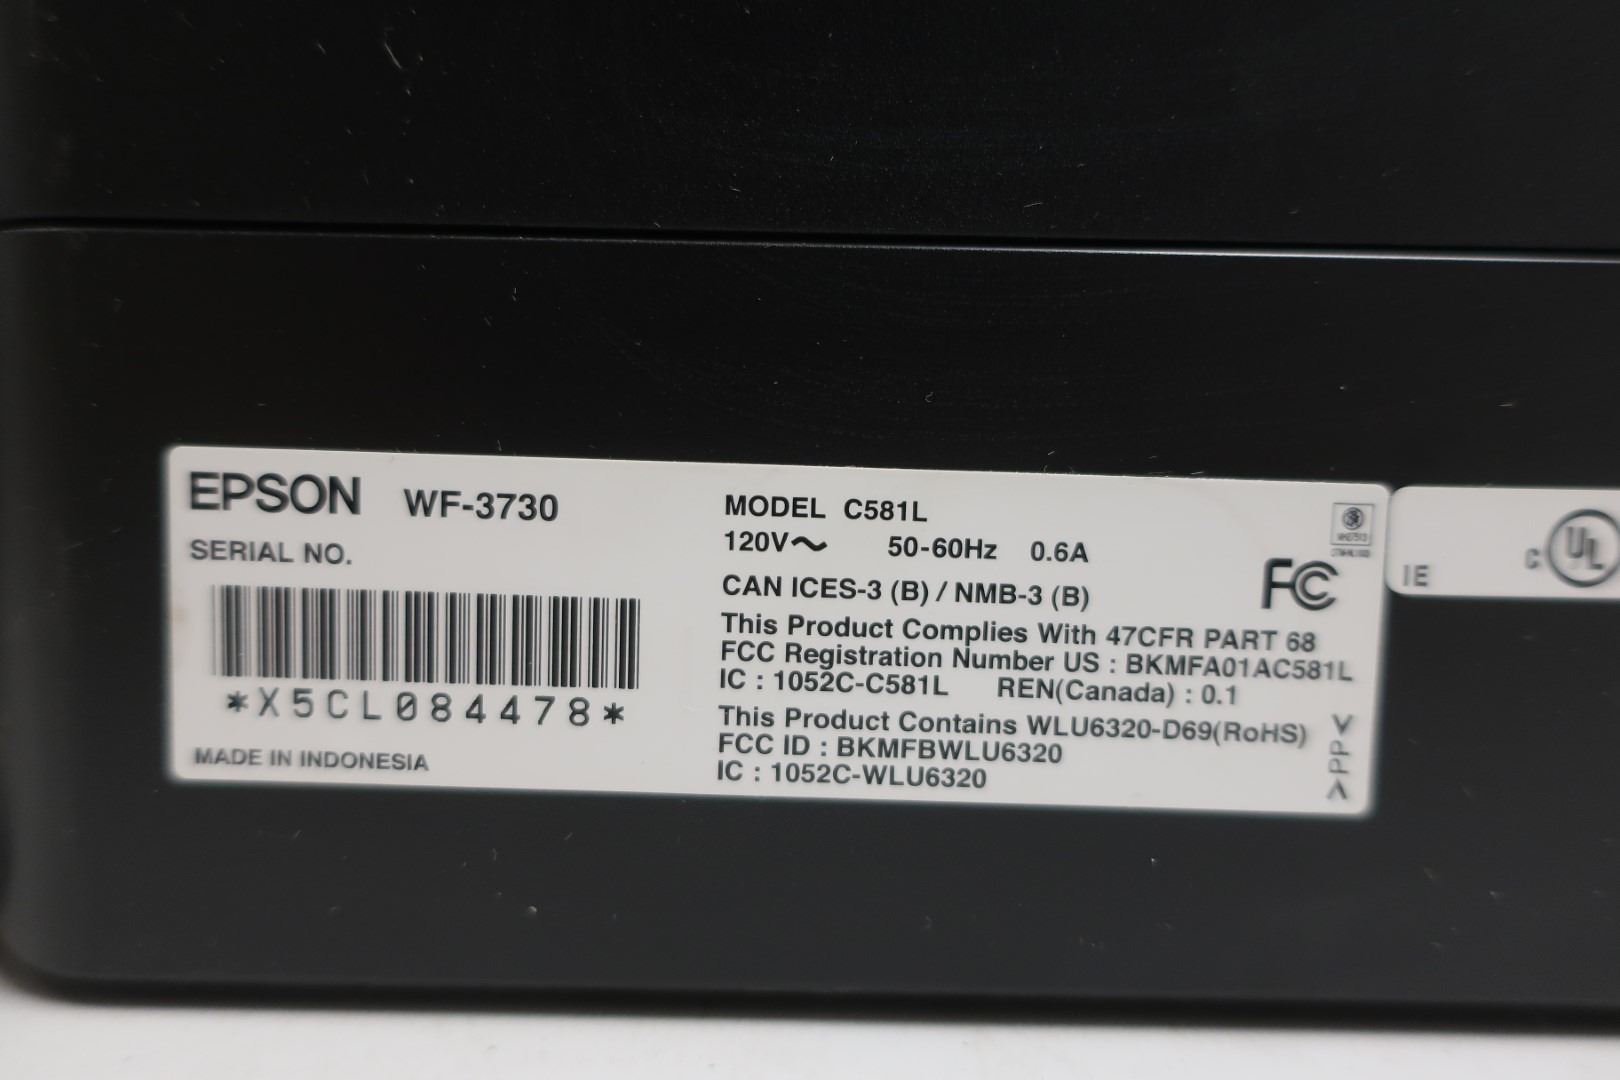 EPSON WF-3730
SERIAL NO.
*X5CL084478*
MADE IN INDONESIA
MODEL C581L
120V~ 50-60Hz 0.6A
CAN ICES-3 (B) / NMB-3 (B)
This Product Complies With 47CFR PART 68
FCC Registration Number US : BKMFA01AC581L
IC : 1052C-C581L REN(Canada) : 0.1
This Product Contains WLU6320-D69(RoHS)
FCC ID : BKMFBWLU6320
IC : 1052C-WLU6320
FC
>PP<
IE
C UL